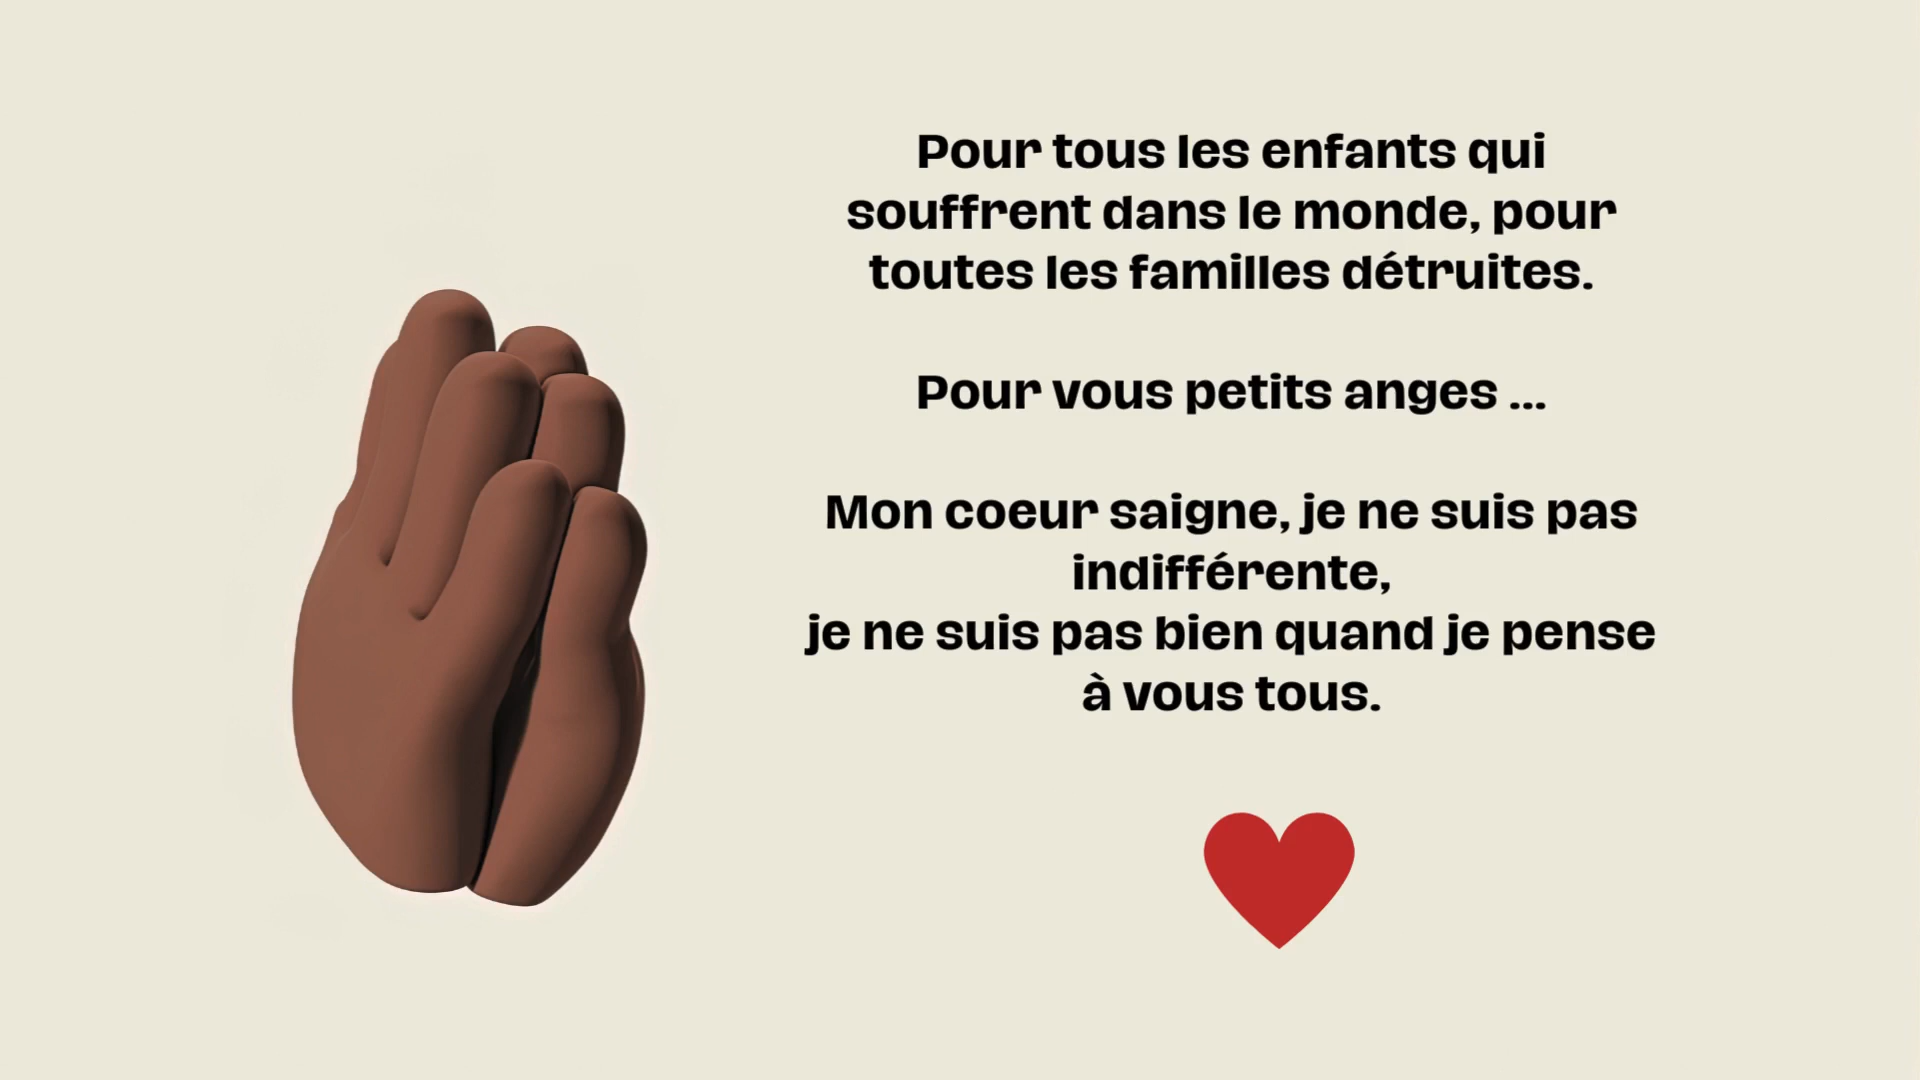 Pour tous les enfants qui
souffrent dans le monde, pour
toutes les familles détruites.
Pour vous petits anges ...
Mon coeur saigne, je ne suis pas
indifférente,
je ne suis pas bien quand je pense
à vous tous.